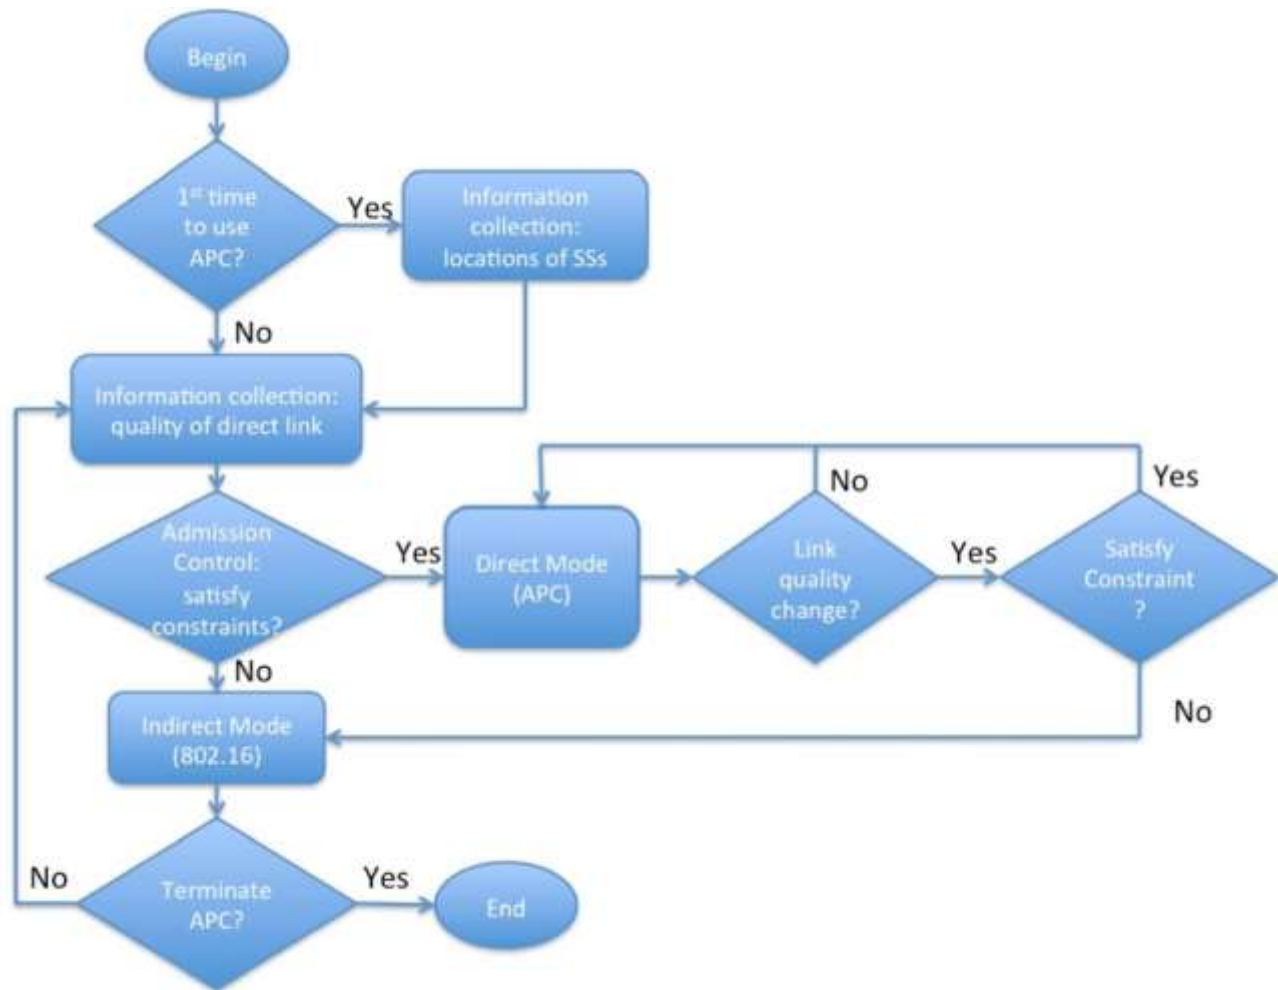 Begin
1st time
to use
APC?
Yes
Information
collection:
locations of SSs
No
Information collection:
quality of direct link
Admission
Control:
satisfy
constraints?
Yes
Direct Mode
(APC)
No
Link
quality
change?
Yes
Yes
Satisfy
Constraint
?
No
No
Indirect Mode
(802.16)
No
Terminate
APC?
Yes
End